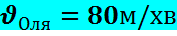 𝝑Оля = 80м/хв